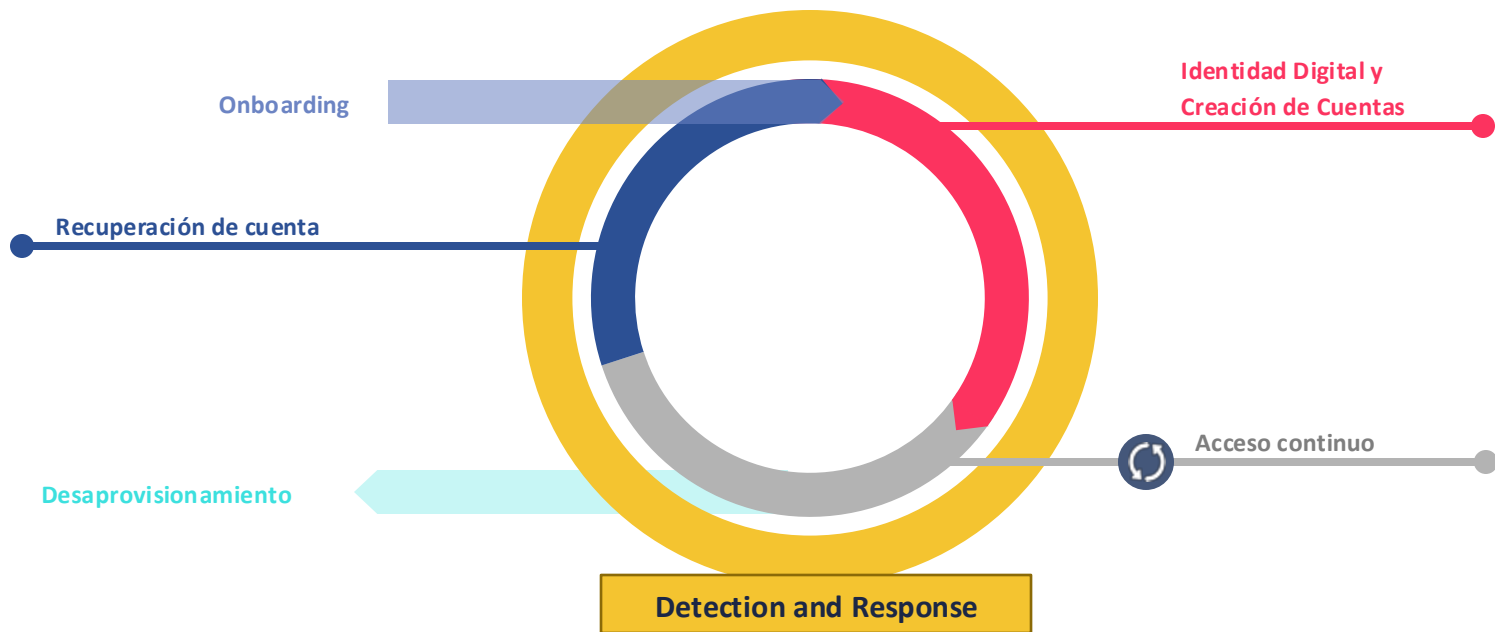 Identidad Digital y
Creación de Cuentas
Onboarding
Recuperación de cuenta
Acceso continuo
Desaprovisionamiento
Detection and Response